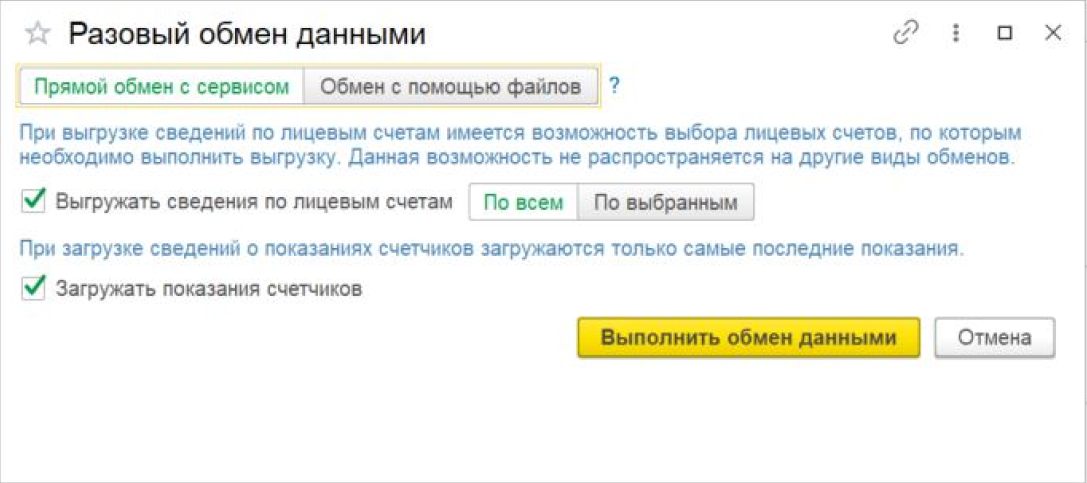 Разовый обмен данными
Прямой обмен с сервисом Обмен с помощью файлов ?
При выгрузке сведений по лицевым счетам имеется возможность выбора лицевых счетов, по которым
необходимо выполнить выгрузку. Данная возможность не распространяется на другие виды обменов.
Выгружать сведения по лицевым счетам По всем По выбранным
При загрузке сведений о показаниях счетчиков загружаются только самые последние показания.
Загружать показания счетчиков
Выполнить обмен данными Отмена